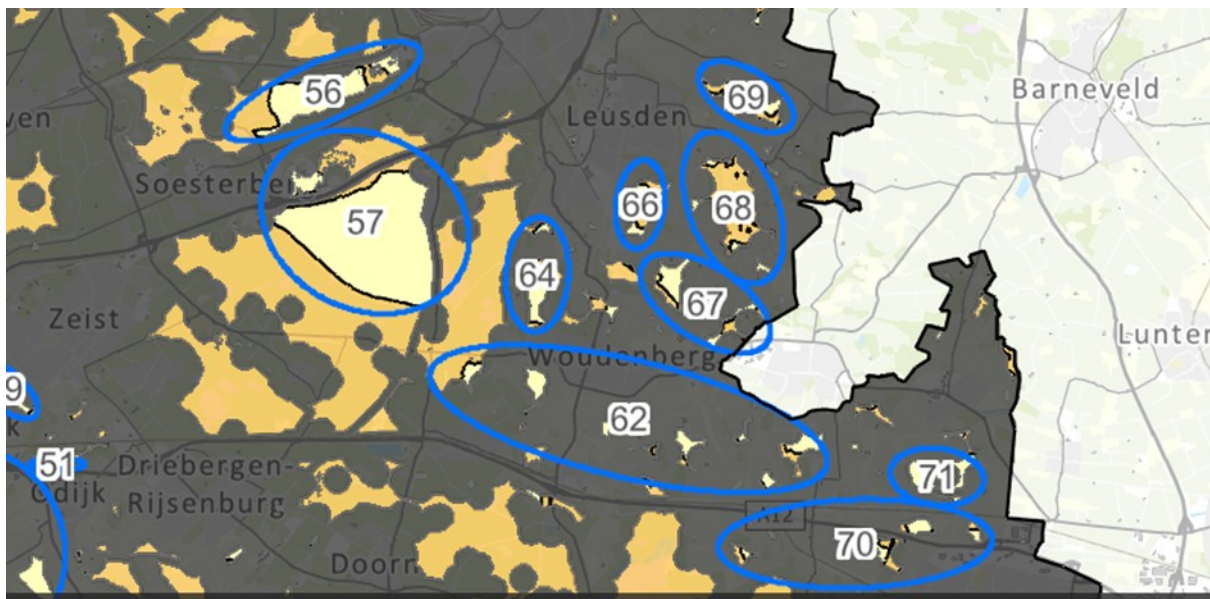 56
69
Barneveld
Leusden
ven
Soesterbe
66
68
57
64
67
Zeist
Lunter
Woudenberg
9
62
k
51
Driebergen-
Rijsenburg
71
Odijk
A12
70
Doorn